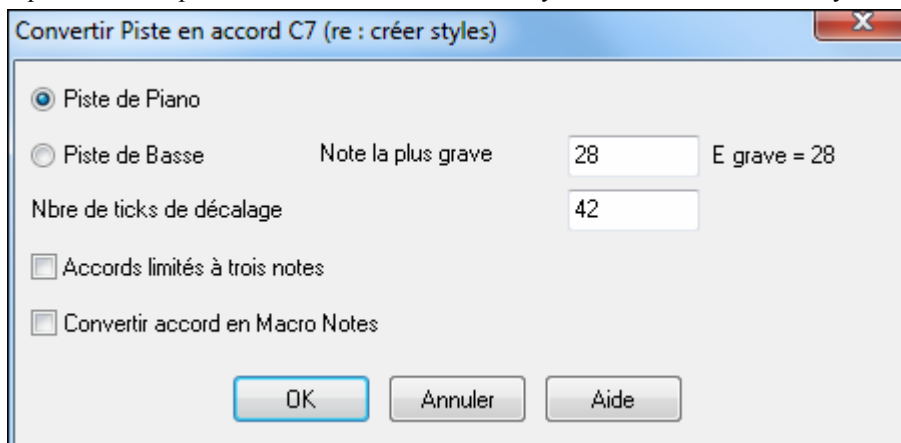 Convertir Piste en accord C7 (re : créer styles)
Piste de Piano
Piste de Basse Note la plus grave 28 E grave = 28
Nbre de ticks de décalage 42
Accords limités à trois notes
Convertir accord en Macro Notes
OK Annuler Aide